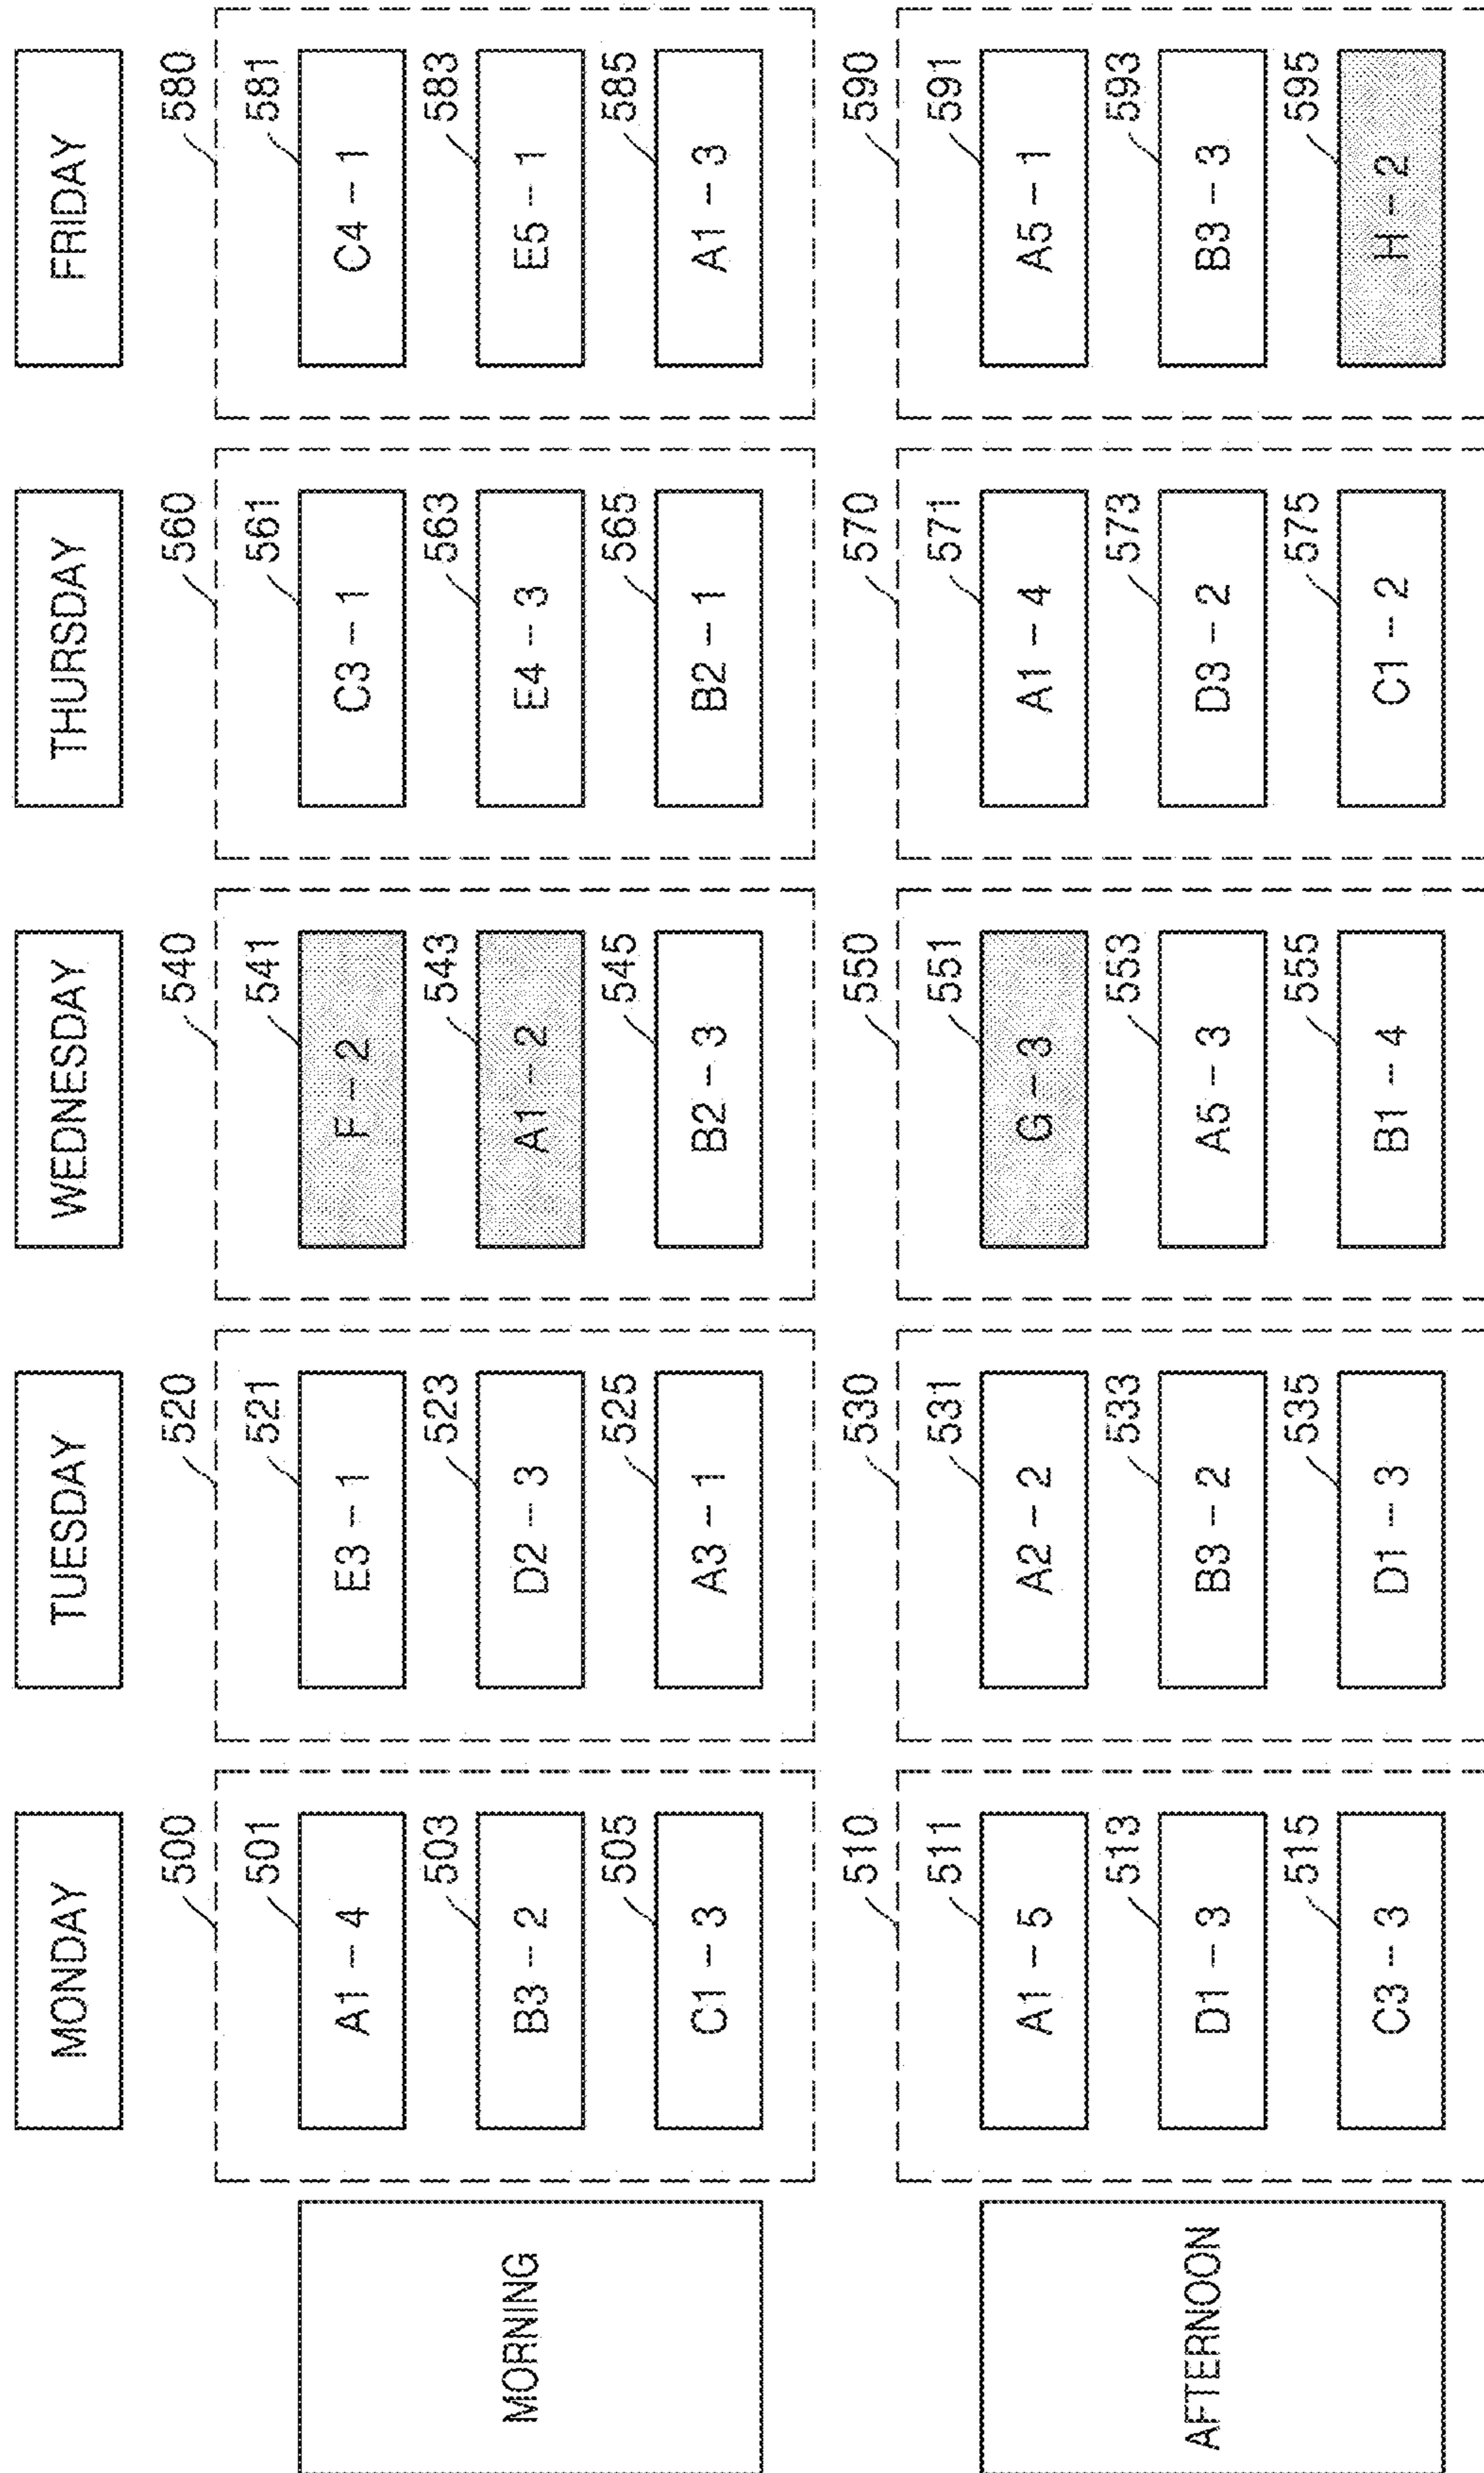 MONDAY
TUESDAY
WEDNESDAY
THURSDAY
FRIDAY
MORNING
500
501
A1 – 4
503
B3 – 2
505
C1 – 3
520
521
E3 – 1
523
D2 – 3
525
A3 – 1
540
541
F – 2
543
A1 – 2
545
B2 – 3
560
561
C3 – 1
563
E4 – 3
565
B2 – 1
580
581
C4 – 1
583
E5 – 1
585
A1 – 3
AFTERNOON
510
511
A1 – 5
513
D1 – 3
515
C3 – 3
530
531
A2 – 2
533
B3 – 2
535
D1 – 3
550
551
G – 3
553
A5 – 3
555
B1 – 4
570
571
A1 – 4
573
D3 – 2
575
C1 – 2
590
591
A5 – 1
593
B3 – 3
595
H – 2